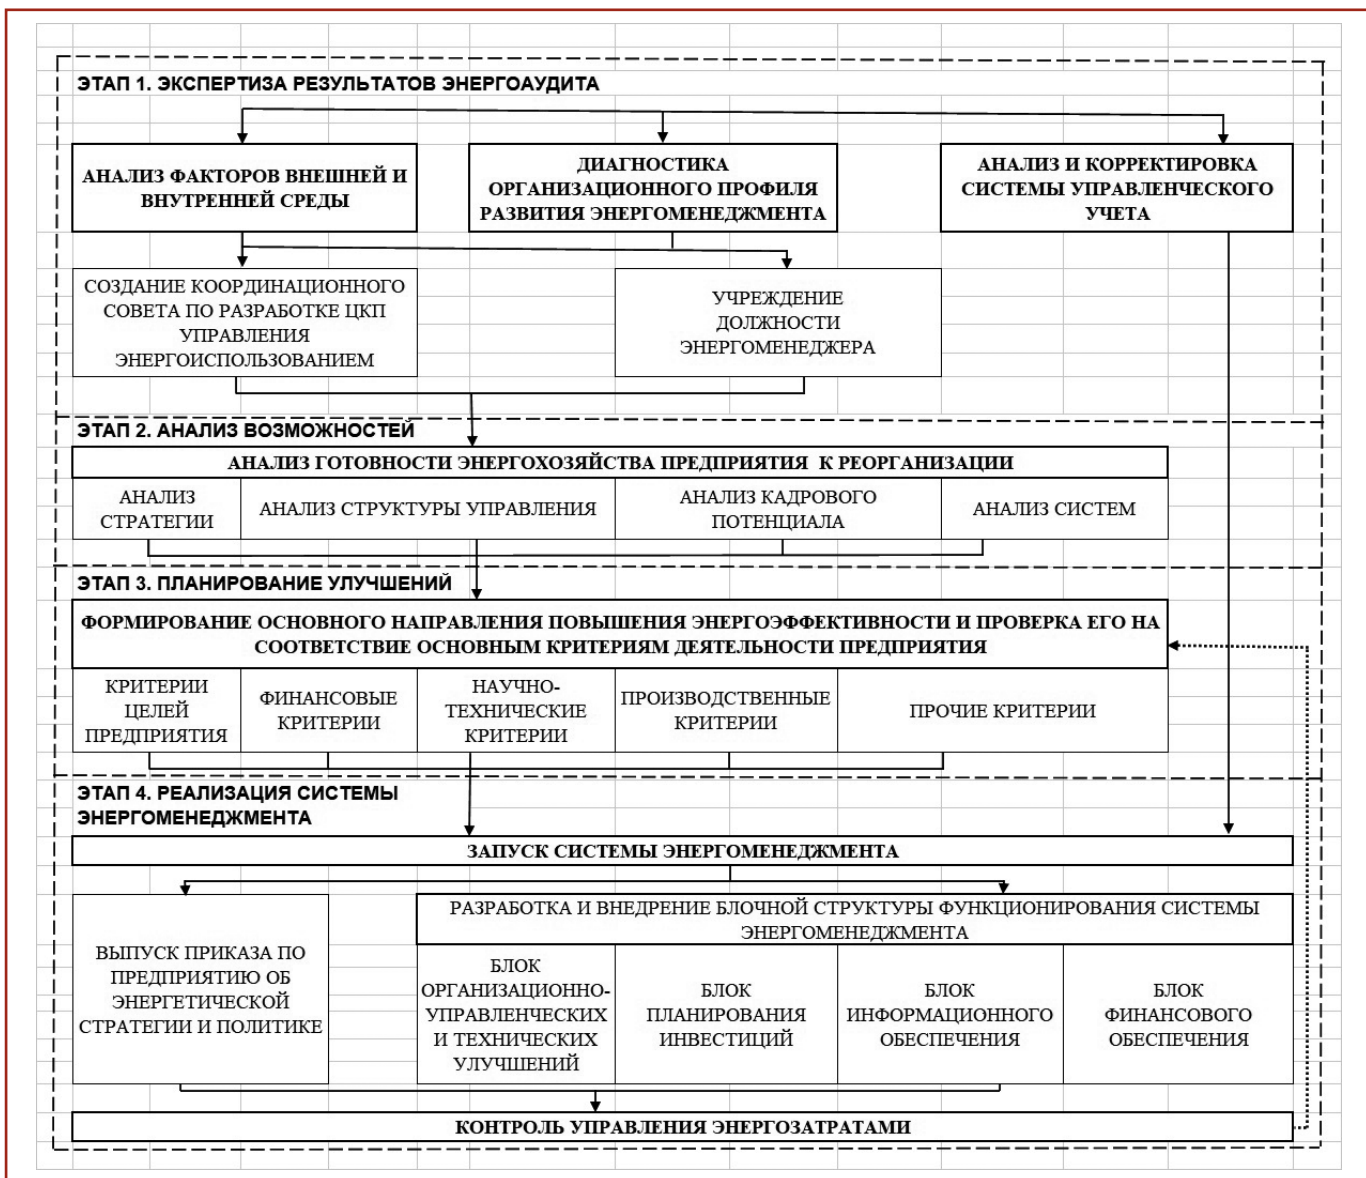 ЭТАП 1. ЭКСПЕРТИЗА РЕЗУЛЬТАТОВ ЭНЕРГОАУДИТА
АНАЛИЗ ФАКТОРОВ ВНЕШНЕЙ И
ВНУТРЕННЕЙ СРЕДЫ
ДИАГНОСТИКА
ОРГАНИЗАЦИОННОГО ПРОФИЛЯ
РАЗВИТИЯ ЭНЕРГОМЕНЕДЖМЕНТА
АНАЛИЗ И КОРРЕКТИРОВКА
СИСТЕМЫ УПРАВЛЕНЧЕСКОГО
УЧЕТА
СОЗДАНИЕ КООРДИНАЦИОННОГО
СОВЕТА ПО РАЗРАБОТКЕ ЦКП
УПРАВЛЕНИЯ
ЭНЕРГОИСПОЛЬЗОВАНИЕМ
УЧРЕЖДЕНИЕ
ДОЛЖНОСТИ
ЭНЕРГОМЕНЕДЖЕРА
ЭТАП 2. АНАЛИЗ ВОЗМОЖНОСТЕЙ
АНАЛИЗ ГОТОВНОСТИ ЭНЕРГОХОЗЯЙСТВА ПРЕДПРИЯТИЯ К РЕОРГАНИЗАЦИИ
АНАЛИЗ
СТРАТЕГИИ
АНАЛИЗ СТРУКТУРЫ УПРАВЛЕНИЯ
АНАЛИЗ КАДРОВОГО
ПОТЕНЦИАЛА
АНАЛИЗ СИСТЕМ
ЭТАП 3. ПЛАНИРОВАНИЕ УЛУЧШЕНИЙ
ФОРМИРОВАНИЕ ОСНОВНОГО НАПРАВЛЕНИЯ ПОВЫШЕНИЯ ЭНЕРГОЭФФЕКТИВНОСТИ И ПРОВЕРКА ЕГО НА
СООТВЕТСТВИЕ ОСНОВНЫМ КРИТЕРИЯМ ДЕЯТЕЛЬНОСТИ ПРЕДПРИЯТИЯ
КРИТЕРИИ
ЦЕЛЕЙ
ПРЕДПРИЯТИЯ
ФИНАНСОВЫЕ
КРИТЕРИИ
НАУЧНО-
ТЕХНИЧЕСКИЕ
КРИТЕРИИ
ПРОИЗВОДСТВЕННЫЕ
КРИТЕРИИ
ПРОЧИЕ КРИТЕРИИ
ЭТАП 4. РЕАЛИЗАЦИЯ СИСТЕМЫ
ЭНЕРГОМЕНЕДЖМЕНТА
ЗАПУСК СИСТЕМЫ ЭНЕРГОМЕНЕДЖМЕНТА
ВЫПУСК ПРИКАЗА ПО
ПРЕДПРИЯТИЮ ОБ
ЭНЕРГЕТИЧЕСКОЙ
СТРАТЕГИИ И ПОЛИТИКЕ
РАЗРАБОТКА И ВНЕДРЕНИЕ БЛОЧНОЙ СТРУКТУРЫ ФУНКЦИОНИРОВАНИЯ СИСТЕМЫ
ЭНЕРГОМЕНЕДЖМЕНТА
БЛОК
ОРГАНИЗАЦИОННО-
УПРАВЛЕНЧЕСКИХ
И ТЕХНИЧЕСКИХ
УЛУЧШЕНИЙ
БЛОК
ПЛАНИРОВАНИЯ
ИНВЕСТИЦИЙ
БЛОК
ИНФОРМАЦИОННОГО
ОБЕСПЕЧЕНИЯ
БЛОК
ФИНАНСОВОГО
ОБЕСПЕЧЕНИЯ
КОНТРОЛЬ УПРАВЛЕНИЯ ЭНЕРГОЗАТРАТАМИ